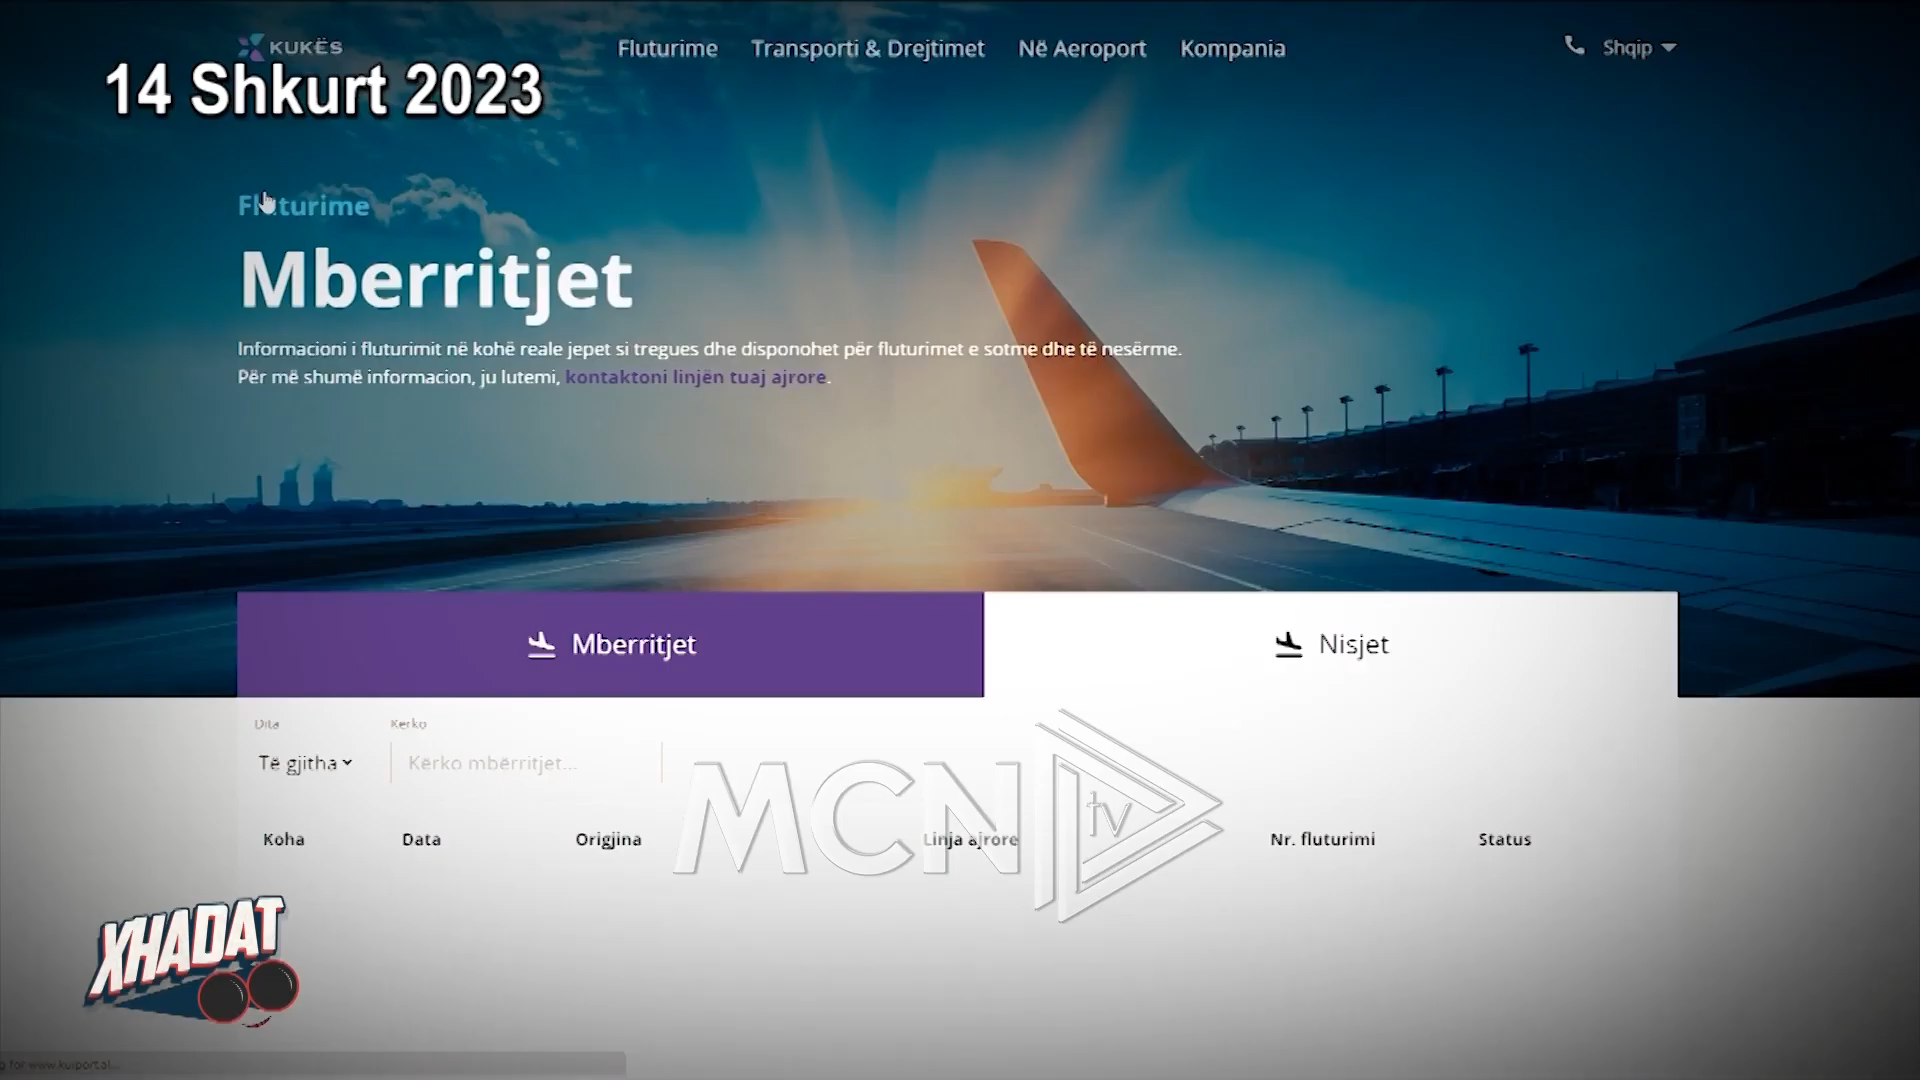 KUKËS
Fluturime Transporti & Drejtimet Në Aeroport Kompania
Shqip
14 Shkurt 2023
Fluturime
Mberritjet
Informacioni i fluturimit në kohë reale jepet si tregues dhe disponohet për fluturimet e sotme dhe të nesërme.
Për më shumë informacion, ju lutemi, kontaktoni linjën tuaj ajrore.
Mberritjet
Nisjet
Dita Kerko
Të gjitha Kërko mbërritjet...
MCN tv
Koha Data Origjina Linja ajrore Nr. fluturimi Status
XHADAT